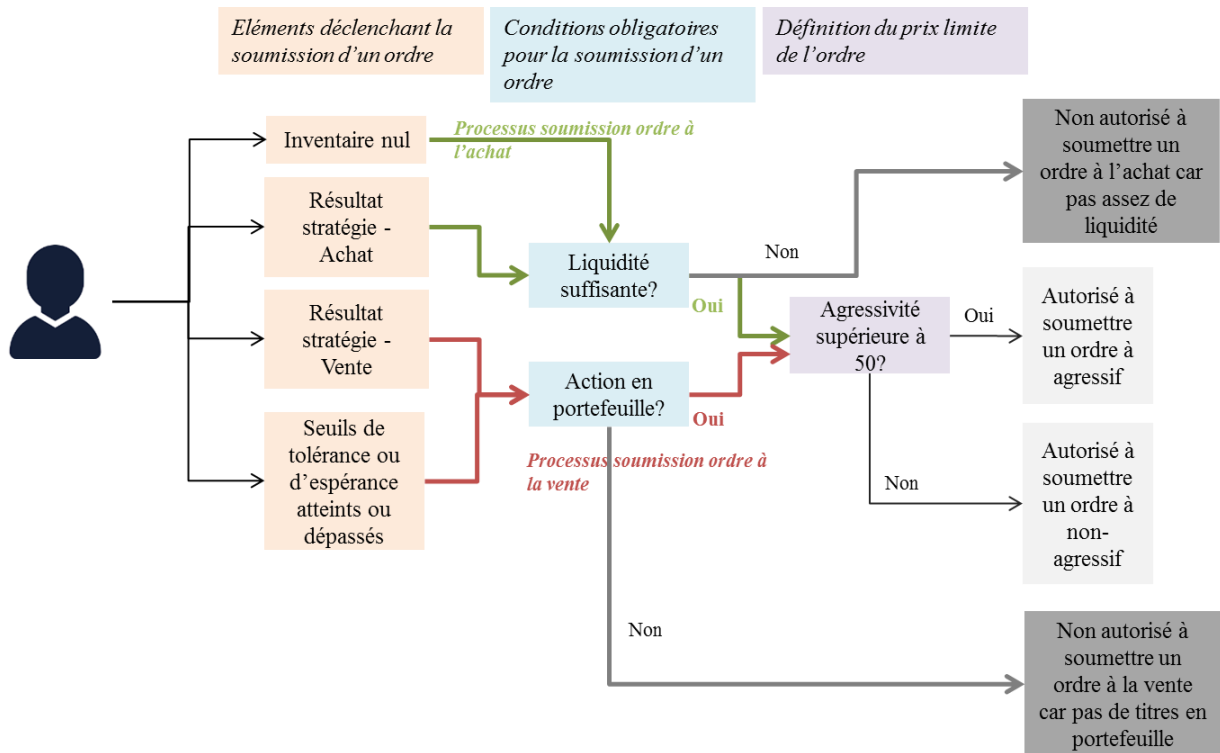 Eléments déclenchant la
soumission d'un ordre
Conditions obligatoires
pour la soumission d'un
ordre
Définition du prix limite
de l'ordre
Inventaire nul
Processus soumission ordre à
l'achat
Non autorisé à
soumettre un
ordre à l'achat car
pas assez de
liquidité
Résultat
stratégie -
Achat
Liquidité
suffisante?
Non
Oui
Résultat
stratégie -
Vente
Agressivité
supérieure à
50?
Oui
Autorisé à
soumettre
un ordre à
agressif
Action en
portefeuille?
Oui
Seuils de
tolérance ou
d'espérance
atteints ou
dépassés
Processus soumission ordre à
la vente
Non
Autorisé à
soumettre
un ordre à
non-
agressif
Non
Non autorisé à
soumettre un
ordre à la vente
car pas de titres en
portefeuille